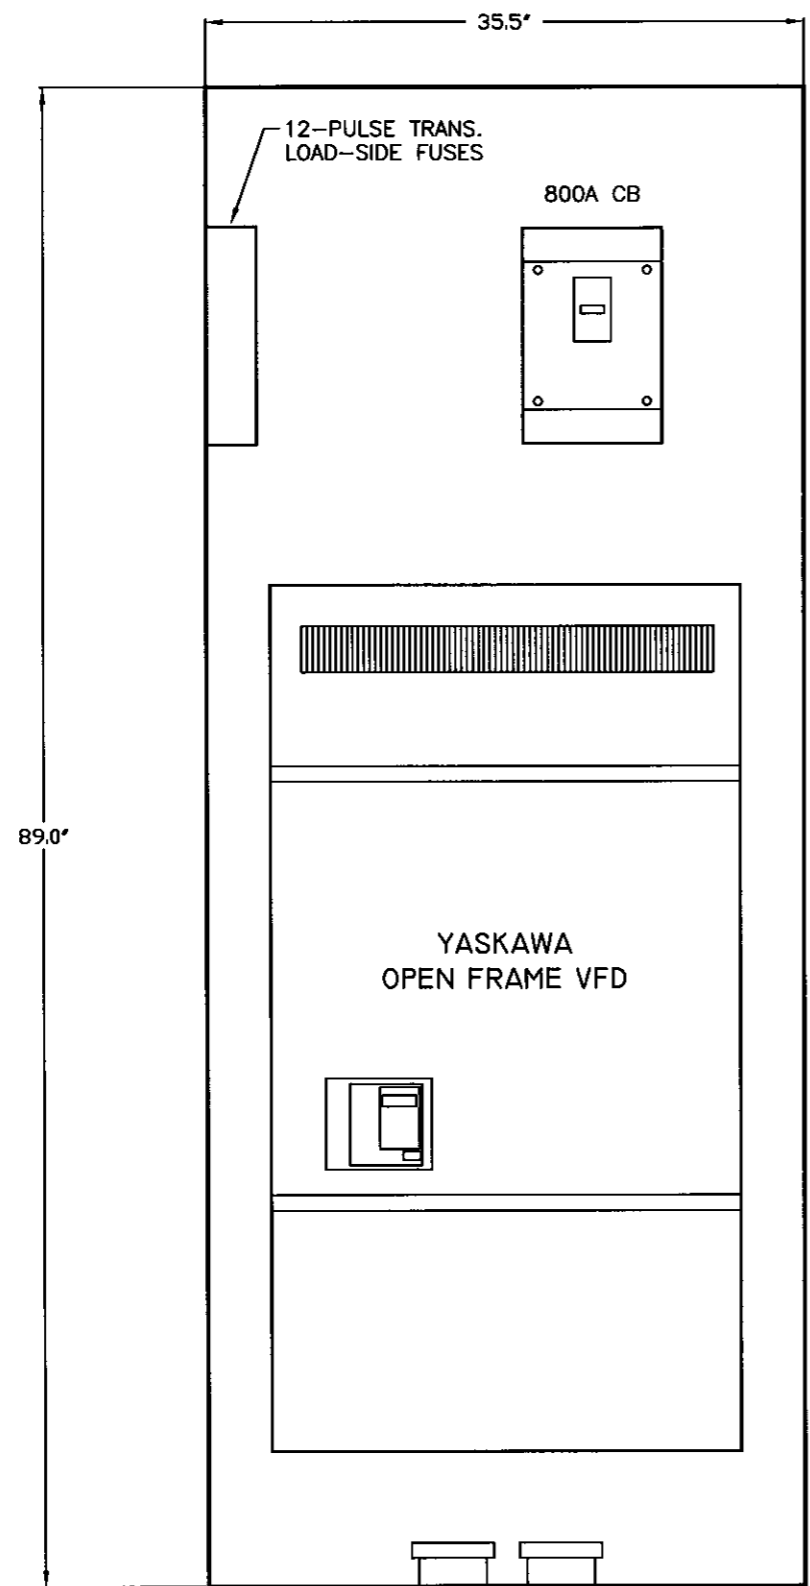 35.5"
12-PULSE TRANS.
LOAD-SIDE FUSES
800A CB
89.0"
YASKAWA
OPEN FRAME VFD